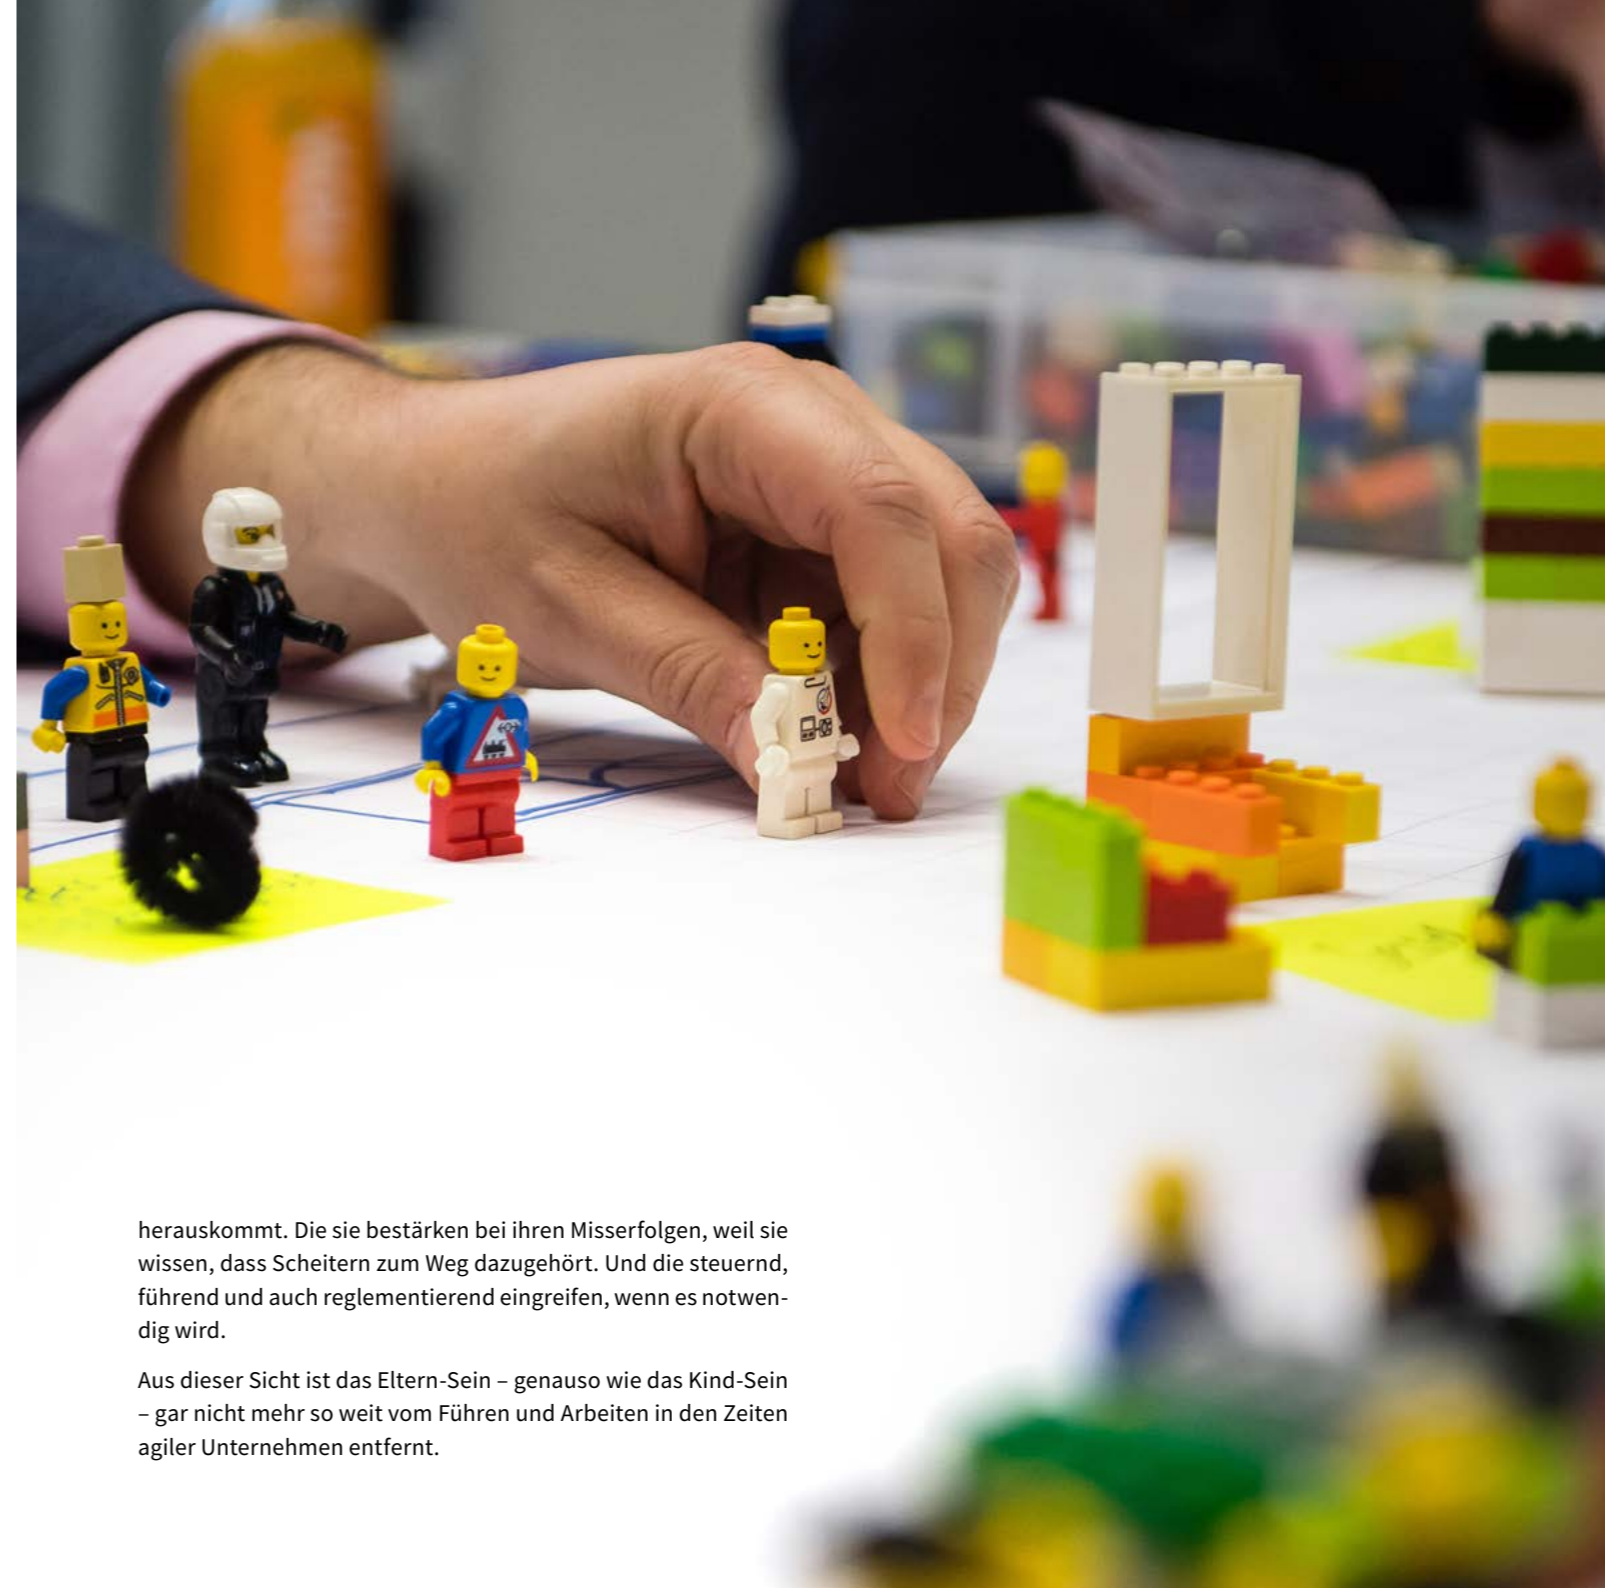 herauskommt. Die sie bestärken bei ihren Misserfolgen, weil sie
wissen, dass Scheitern zum Weg dazugehört. Und die steuernd,
führend und auch reglementierend eingreifen, wenn es notwen-
dig wird.
Aus dieser Sicht ist das Eltern-Sein – genauso wie das Kind-Sein
– gar nicht mehr so weit vom Führen und Arbeiten in den Zeiten
agiler Unternehmen entfernt.